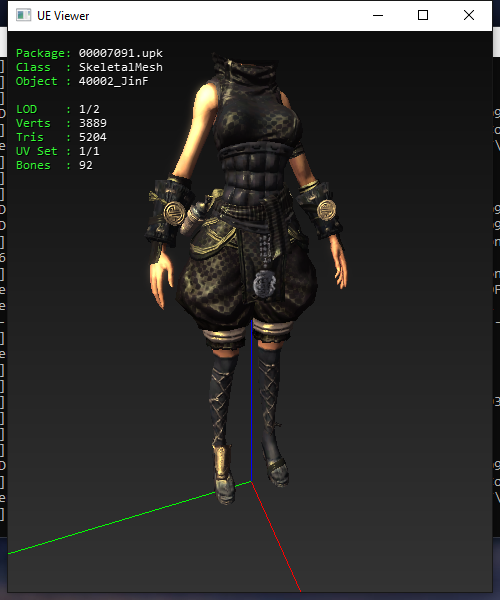 UE Viewer
Package: 00007091.upk
Class  : SkeletalMesh
Object : 40002_JinF
LOD    : 1/2
Verts  : 3889
Tris   : 5204
UV Set : 1/1
Bones  : 92